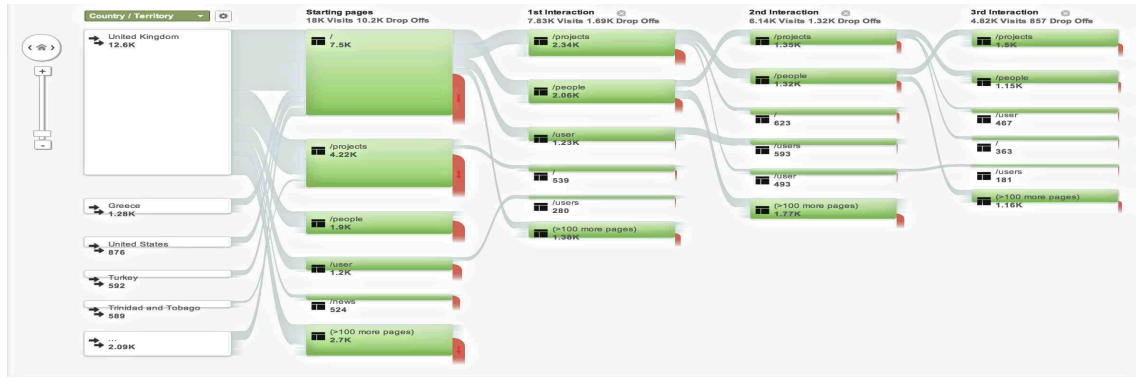 Country / Territory
Starting pages
18K Visits 10.2K Drop Offs
1st Interaction
7.83K Visits 1.69K Drop Offs
2nd Interaction
6.14K Visits 1.32K Drop Offs
3rd Interaction
4.82K Visits 857 Drop Offs
United Kingdom
12.6K
Greece
1.28K
United States
876
Turkey
592
Trinidad and Tobago
589
...
2.09K
/
7.5K
/projects
4.22K
/people
1.9K
/user
1.2K
/news
524
(>100 more pages)
2.7K
/projects
2.34K
/people
2.06K
/user
1.23K
/
539
/users
280
(>100 more pages)
1.38K
/projects
1.35K
/people
1.32K
/
623
/users
593
/user
493
(>100 more pages)
1.77K
/projects
1.5K
/people
1.15K
/user
467
/
363
/users
181
(>100 more pages)
1.16K
+
-